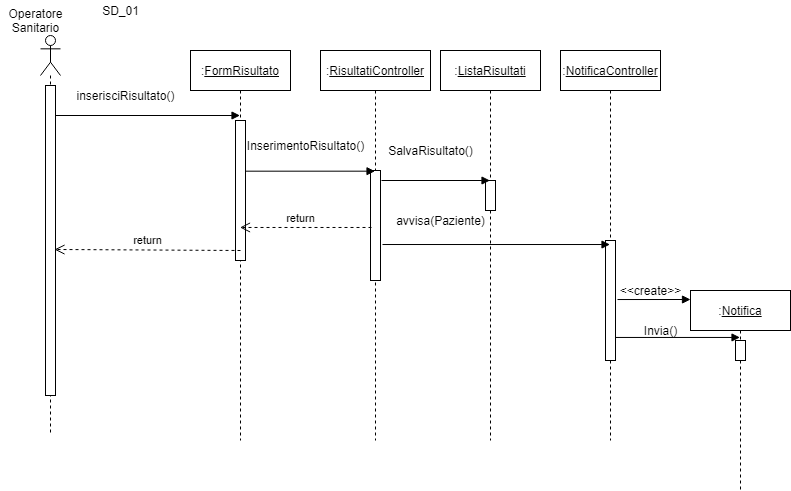 Operatore
Sanitario
SD_01
:FormRisultato
:RisultatiController
:ListaRisultati
:NotificaController
inserisciRisultato()
InserimentoRisultato()
SalvaRisultato()
return
avvisa(Paziente)
return
<<create>>
:Notifica
Invia()